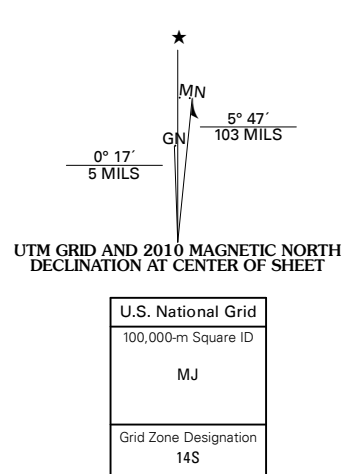 ★
MN
5° 47´
103 MILS
GN
0° 17´
5 MILS
UTM GRID AND 2010 MAGNETIC NORTH
DECLINATION AT CENTER OF SHEET
U.S. National Grid
100,000-m Square ID
MJ
Grid Zone Designation
14S